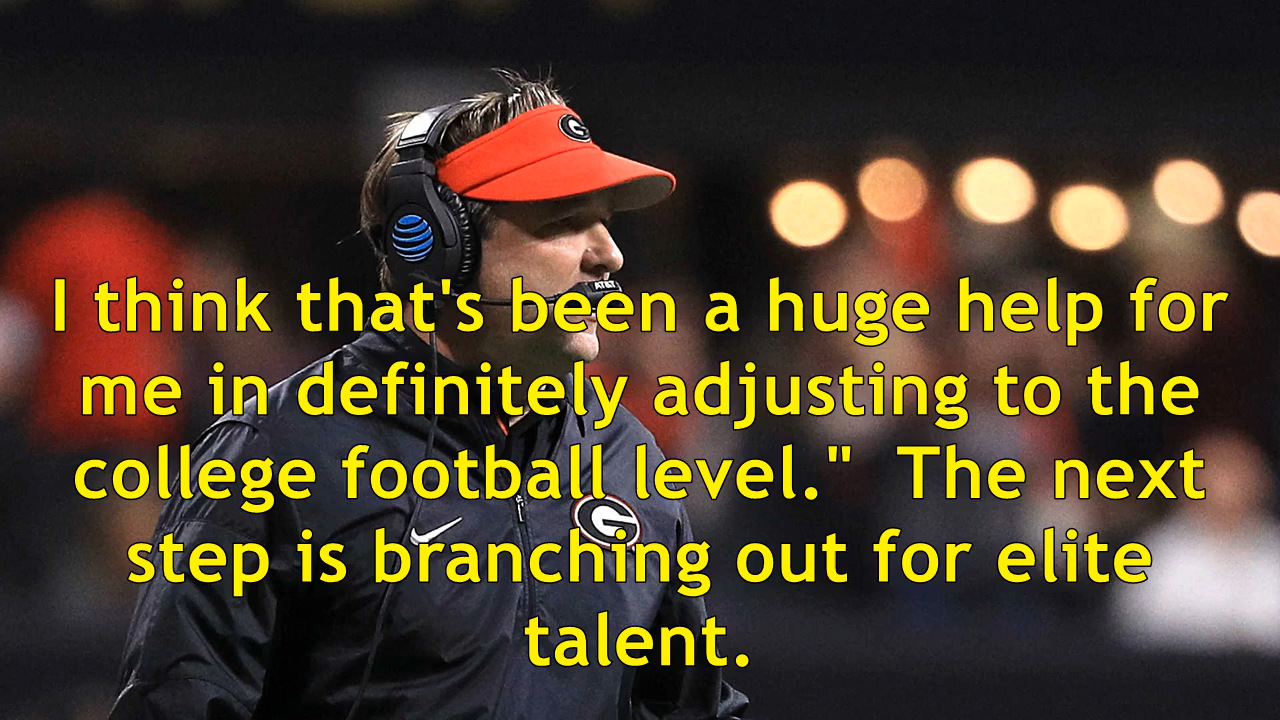 G
AT&T
I think that's been a huge help for
me in definitely adjusting to the
college football level."  The next
step is branching out for elite
talent.
G